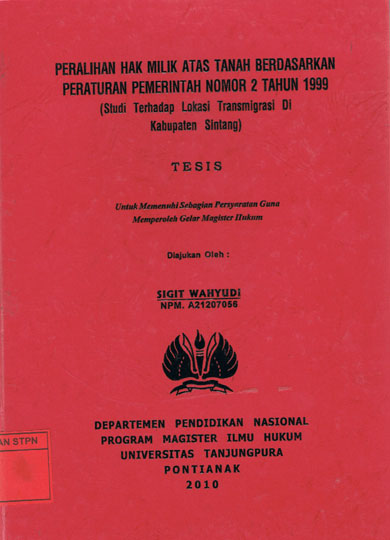 PERALIHAN HAK MILIK ATAS TANAH BERDASARKAN
PERATURAN PEMERINTAH NOMOR 2 TAHUN 1999
(Studi Terhadap Lokasi Transmigrasi Di
Kabupaten Sintang)
TESIS
Untuk Memenuhi Sebagian Persyaratan Guna
Memperoleh Gelar Magister Hukum
Diajukan Oleh :
SIGIT WAHYUDI
NPM. A21207056
DEPARTEMEN PENDIDIKAN NASIONAL
PROGRAM MAGISTER ILMU HUKUM
UNIVERSITAS TANJUNGPURA
PONTIANAK
2010
AN STPN